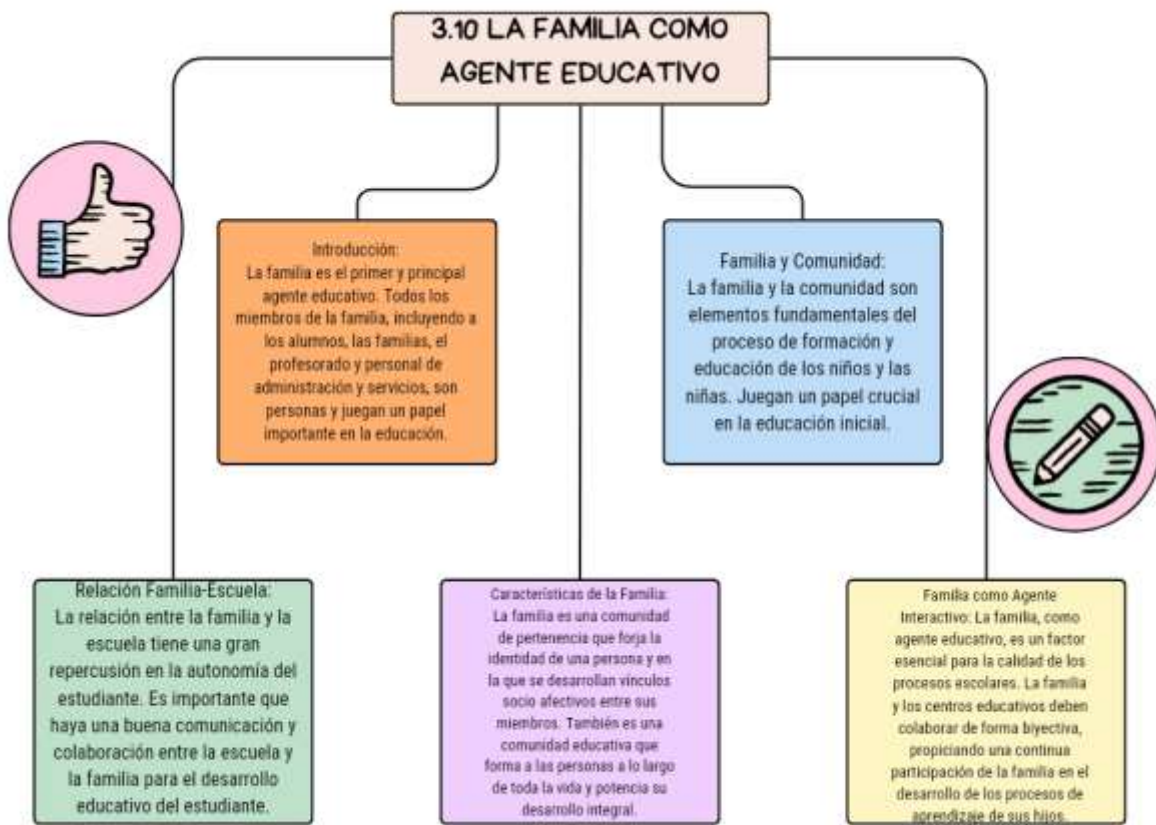 3.10 LA FAMILIA COMO
AGENTE EDUCATIVO
Introducción:
La familia es el primer y principal
agente educativo. Todos los
miembros de la familia, incluyendo a
los alumnos, las familias, el
profesorado y personal de
administración y servicios, son
personas y juegan un papel
importante en la educación.
Familia y Comunidad:
La familia y la comunidad son
elementos fundamentales del
proceso de formación y
educación de los niños y las
niñas. Juegan un papel crucial
en la educación inicial.
Relación Familia-Escuela:
La relación entre la familia y la
escuela tiene una gran
repercusión en la autonomía del
estudiante. Es importante que
haya una buena comunicación y
colaboración entre la escuela y
la familia para el desarrollo
educativo del estudiante.
Características de la Familia:
La familia es una comunidad
de pertenencia que forja la
identidad de una persona y en
la que se desarrollan vínculos
socio afectivos entre sus
miembros. También es una
comunidad educativa que
forma a las personas a lo largo
de toda la vida y potencia su
desarrollo integral.
Familia como Agente
Interactivo: La familia, como
agente educativo, es un factor
esencial para la calidad de los
procesos escolares. La familia
y los centros educativos deben
colaborar de forma biyectiva,
propiciando una continua
participación de la familia en el
desarrollo de los procesos de
aprendizaje de sus hijos.